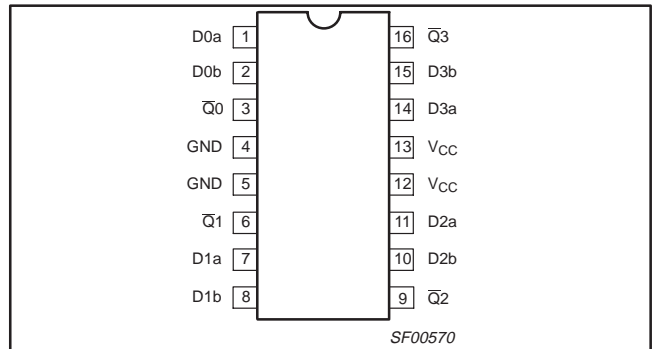 D0a 1 16 Q̅3
D0b 2 15 D3b
Q̅0 3 14 D3a
GND 4 13 VCC
GND 5 12 VCC
Q̅1 6 11 D2a
D1a 7 10 D2b
D1b 8 9 Q̅2
SF00570